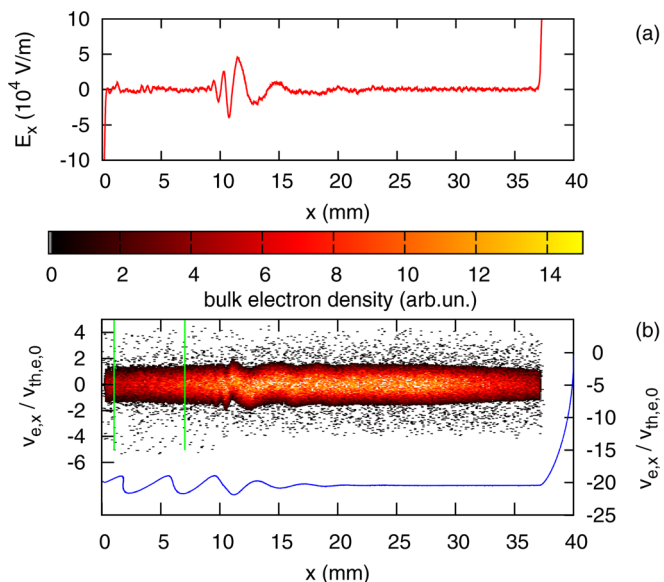 (a)
E_x (10^4 V/m)
10
5
0
-5
-10
0 5 10 15 20 25 30 35 40
x (mm)
0 2 4 6 8 10 12 14
bulk electron density (arb.un.)
(b)
v_e,x / v_th,e,0
4
2
0
-2
-4
-6
0
-5
-10
-15
-20
-25
v_e,x / v_th,e,0
0 5 10 15 20 25 30 35 40
x (mm)